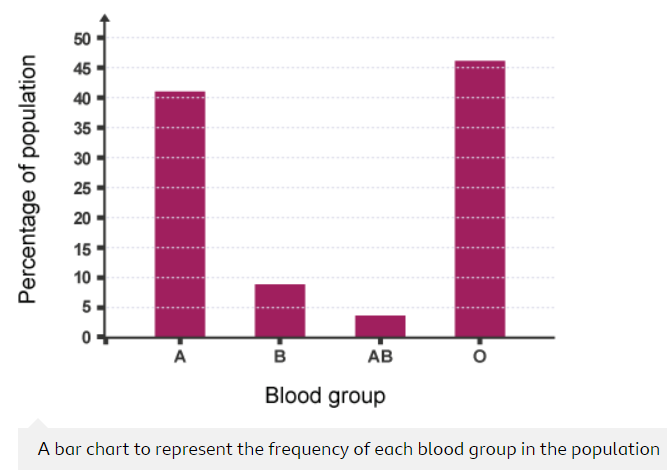 Percentage of population
50
45
40
35
30
25
20
15
10
5
0
A B AB O
Blood group
A bar chart to represent the frequency of each blood group in the population